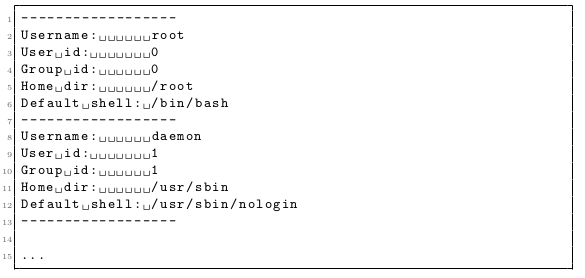 1 ------------------
2 Username:␣␣␣␣␣␣root
3 User␣id:␣␣␣␣␣␣␣0
4 Group␣id:␣␣␣␣␣␣0
5 Home␣dir:␣␣␣␣␣␣/root
6 Default␣shell:␣/bin/bash
7 ------------------
8 Username:␣␣␣␣␣␣daemon
9 User␣id:␣␣␣␣␣␣␣1
10 Group␣id:␣␣␣␣␣␣1
11 Home␣dir:␣␣␣␣␣␣/usr/sbin
12 Default␣shell:␣/usr/sbin/nologin
13 ------------------
14
15 ...